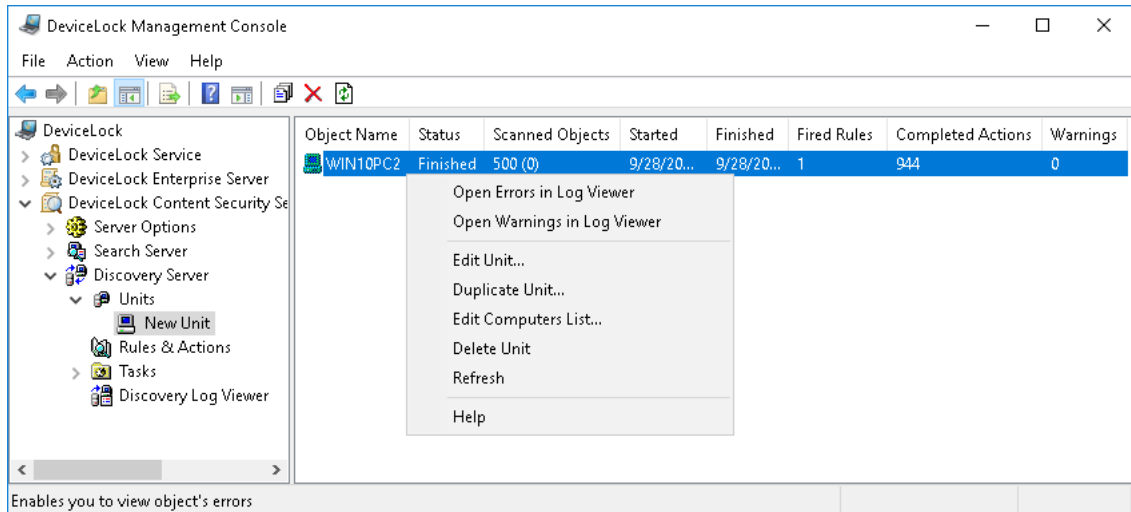 DeviceLock Management Console
File Action View Help
DeviceLock
DeviceLock Service
DeviceLock Enterprise Server
DeviceLock Content Security Se
Server Options
Search Server
Discovery Server
Units
New Unit
Rules & Actions
Tasks
Discovery Log Viewer
Object Name Status Scanned Objects Started Finished Fired Rules Completed Actions Warnings
WIN10PC2 Finished 500 (0) 9/28/20... 9/28/20... 1 944 0
Open Errors in Log Viewer
Open Warnings in Log Viewer
Edit Unit...
Duplicate Unit...
Edit Computers List...
Delete Unit
Refresh
Help
Enables you to view object's errors